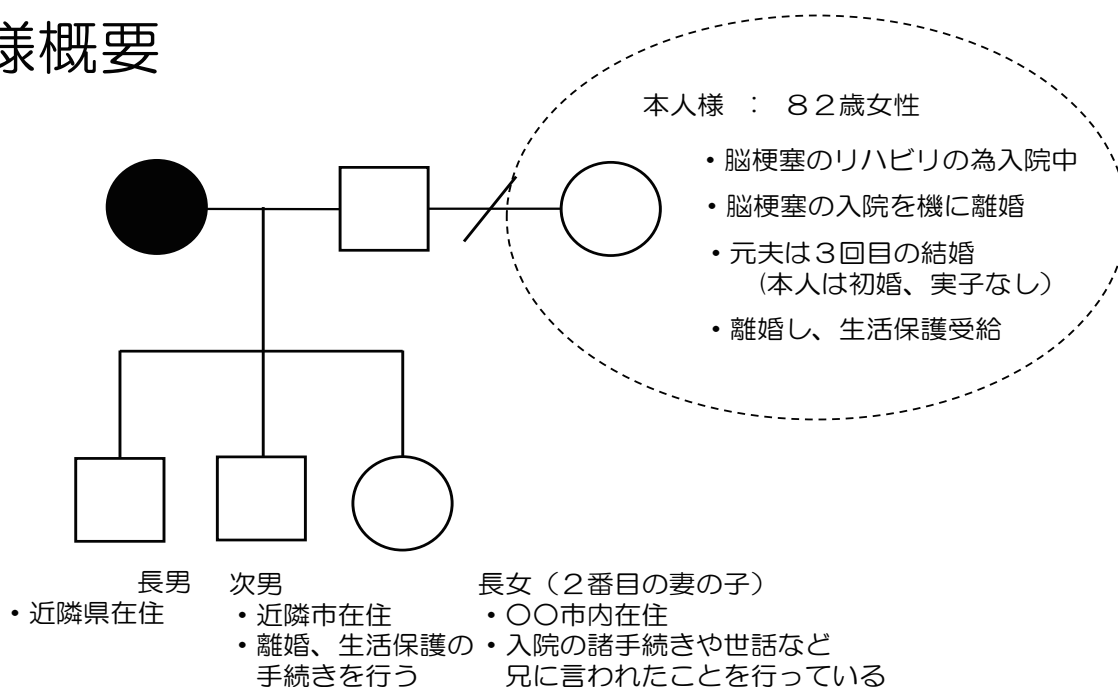 様概要
本人様 ： ８２歳女性
・脳梗塞のリハビリの為入院中
・脳梗塞の入院を機に離婚
・元夫は３回目の結婚
（本人は初婚、実子なし）
・離婚し、生活保護受給
長男
・近隣県在住
次男
・近隣市在住
・離婚、生活保護の
手続きを行う
長女（２番目の妻の子）
・〇〇市内在住
・入院の諸手続きや世話など
兄に言われたことを行っている